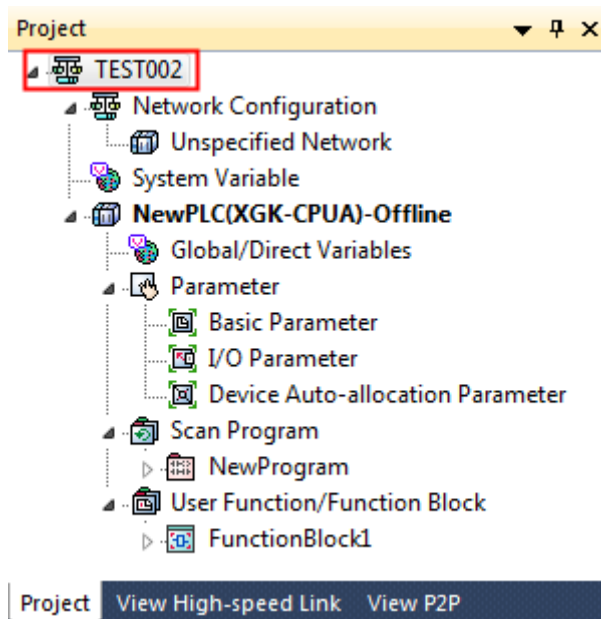 Project
TEST002
Network Configuration
Unspecified Network
System Variable
NewPLC(XGK-CPUA)-Offline
Global/Direct Variables
Parameter
Basic Parameter
I/O Parameter
Device Auto-allocation Parameter
Scan Program
NewProgram
User Function/Function Block
FunctionBlock1
Project View High-speed Link View P2P